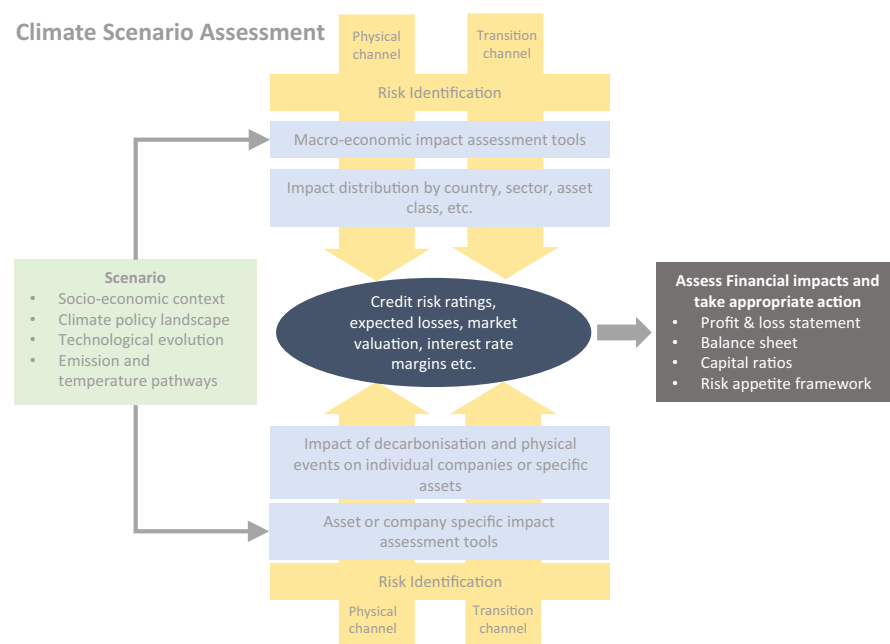 Climate Scenario Assessment
Physical
channel
Transition
channel
Risk Identification
Macro-economic impact assessment tools
Impact distribution by country, sector, asset
class, etc.
Scenario
• Socio-economic context
• Climate policy landscape
• Technological evolution
• Emission and
temperature pathways
Credit risk ratings,
expected losses, market
valuation, interest rate
margins etc.
Assess Financial impacts and
take appropriate action
• Profit & loss statement
• Balance sheet
• Capital ratios
• Risk appetite framework
Impact of decarbonisation and physical
events on individual companies or specific
assets
Asset or company specific impact
assessment tools
Risk Identification
Physical
channel
Transition
channel